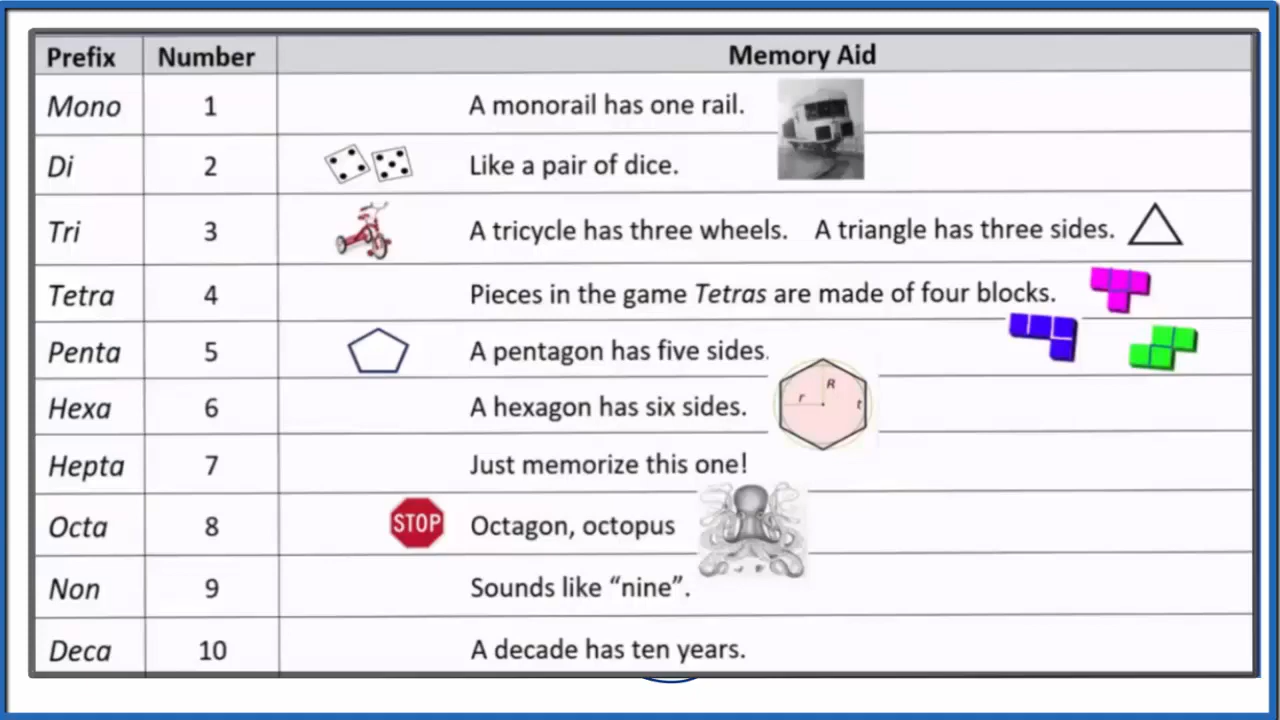 Prefix Number Memory Aid
Mono 1 A monorail has one rail.
Di 2 Like a pair of dice.
Tri 3 A tricycle has three wheels. A triangle has three sides.
Tetra 4 Pieces in the game Tetras are made of four blocks.
Penta 5 A pentagon has five sides.
Hexa 6 A hexagon has six sides. r R t
Hepta 7 Just memorize this one!
Octa 8 STOP Octagon, octopus
Non 9 Sounds like “nine”.
Deca 10 A decade has ten years.